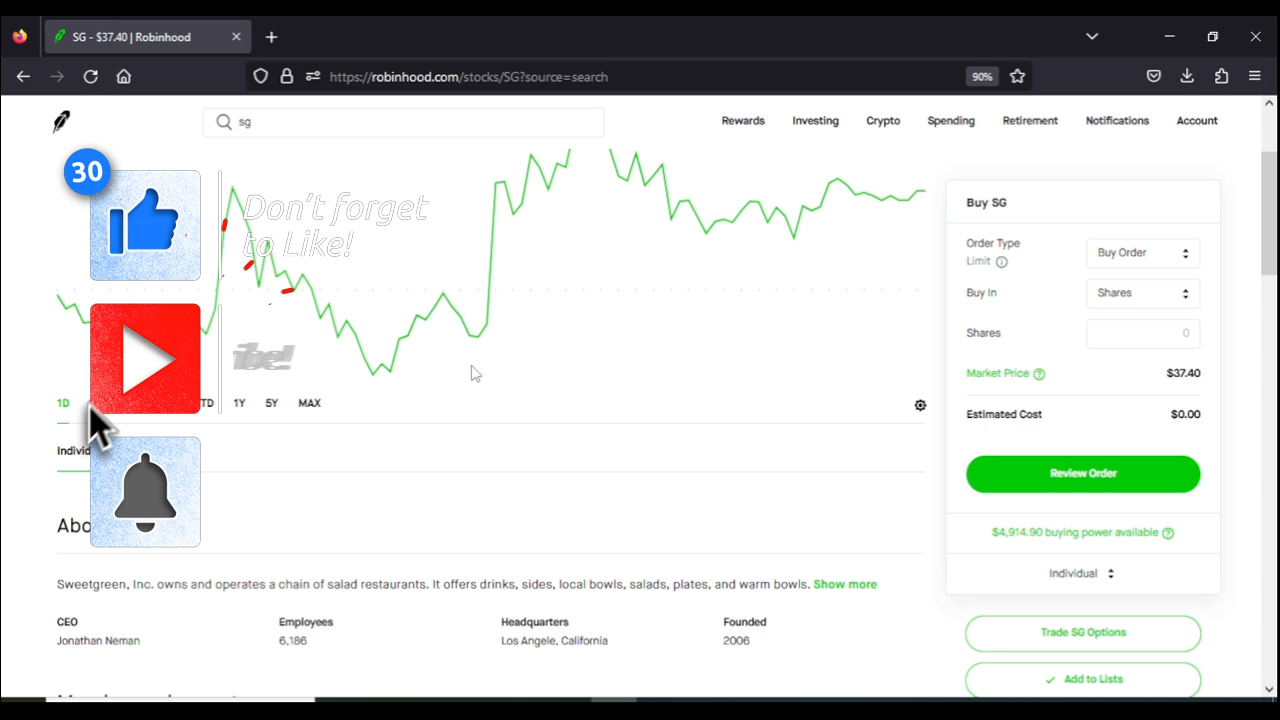 SG - $37.40 | Robinhood
https://robinhood.com/stocks/SG?source=search
90%
sg
Rewards
Investing
Crypto
Spending
Retirement
Notifications
Account
30
Don't forget
to Like!
1D
TD
1Y
5Y
MAX
Individ
Abo
Sweetgreen, Inc. owns and operates a chain of salad restaurants. It offers drinks, sides, local bowls, salads, plates, and warm bowls. Show more
CEO
Jonathan Neman
Employees
6,186
Headquarters
Los Angele, California
Founded
2006
Buy SG
Order Type
Limit
Buy Order
Buy In
Shares
Shares
0
Market Price
$37.40
Estimated Cost
$0.00
Review Order
$4,914.90 buying power available
Individual
Trade SG Options
Add to Lists